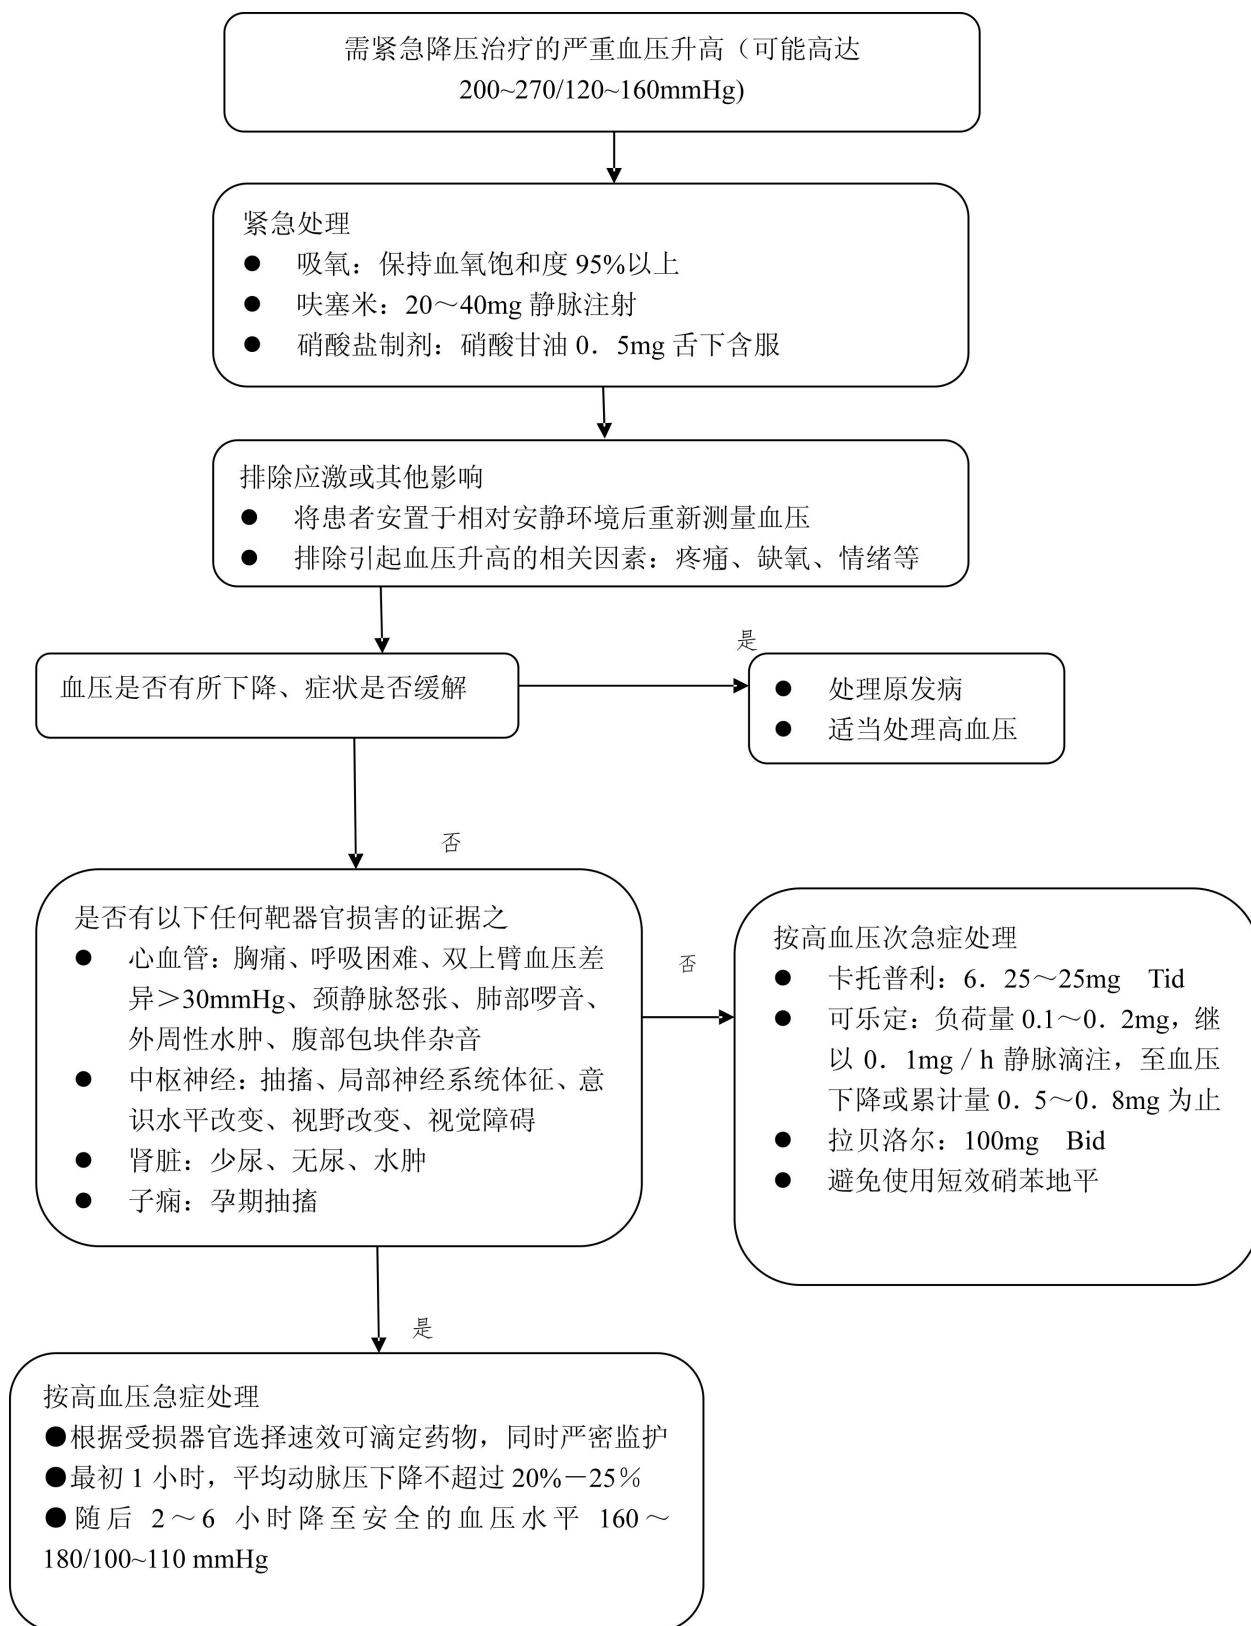 需紧急降压治疗的严重血压升高（可能高达
200~270/120~160mmHg)
紧急处理
● 吸氧：保持血氧饱和度 95%以上
● 呋塞米：20～40mg 静脉注射
● 硝酸盐制剂：硝酸甘油 0．5mg 舌下含服
排除应激或其他影响
● 将患者安置于相对安静环境后重新测量血压
● 排除引起血压升高的相关因素：疼痛、缺氧、情绪等
血压是否有所下降、症状是否缓解
是
● 处理原发病
● 适当处理高血压
否
是否有以下任何靶器官损害的证据之
● 心血管：胸痛、呼吸困难、双上臂血压差
异＞30mmHg、颈静脉怒张、肺部啰音、
外周性水肿、腹部包块伴杂音
● 中枢神经：抽搐、局部神经系统体征、意
识水平改变、视野改变、视觉障碍
● 肾脏：少尿、无尿、水肿
● 子痫：孕期抽搐
否
按高血压次急症处理
● 卡托普利：6．25～25mg Tid
● 可乐定：负荷量 0.1～0．2mg，继
以 0．1mg／h 静脉滴注，至血压
下降或累计量 0．5～0．8mg 为止
● 拉贝洛尔：100mg Bid
● 避免使用短效硝苯地平
是
按高血压急症处理
●根据受损器官选择速效可滴定药物，同时严密监护
●最初 1 小时，平均动脉压下降不超过 20%－25％
●随后 2～6 小时降至安全的血压水平 160～
180/100~110 mmHg